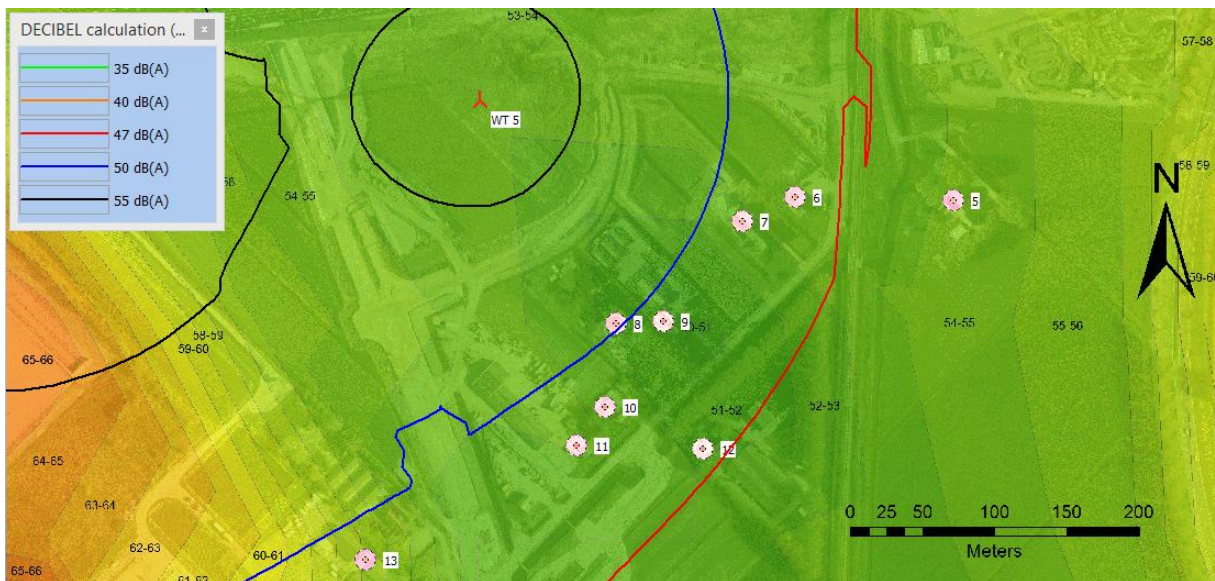 DECIBEL calculation (... x
35 dB(A)
40 dB(A)
47 dB(A)
50 dB(A)
55 dB(A)
53-54
57-58
WT 5
54-55
58-59
6
5
7
N
59-60
8
9
54-55
55-56
58-59
59-60
65-66
10
51-52
52-53
11
12
64-65
63-64
62-63
60-61
13
65-66
0 25 50 100 150 200
Meters